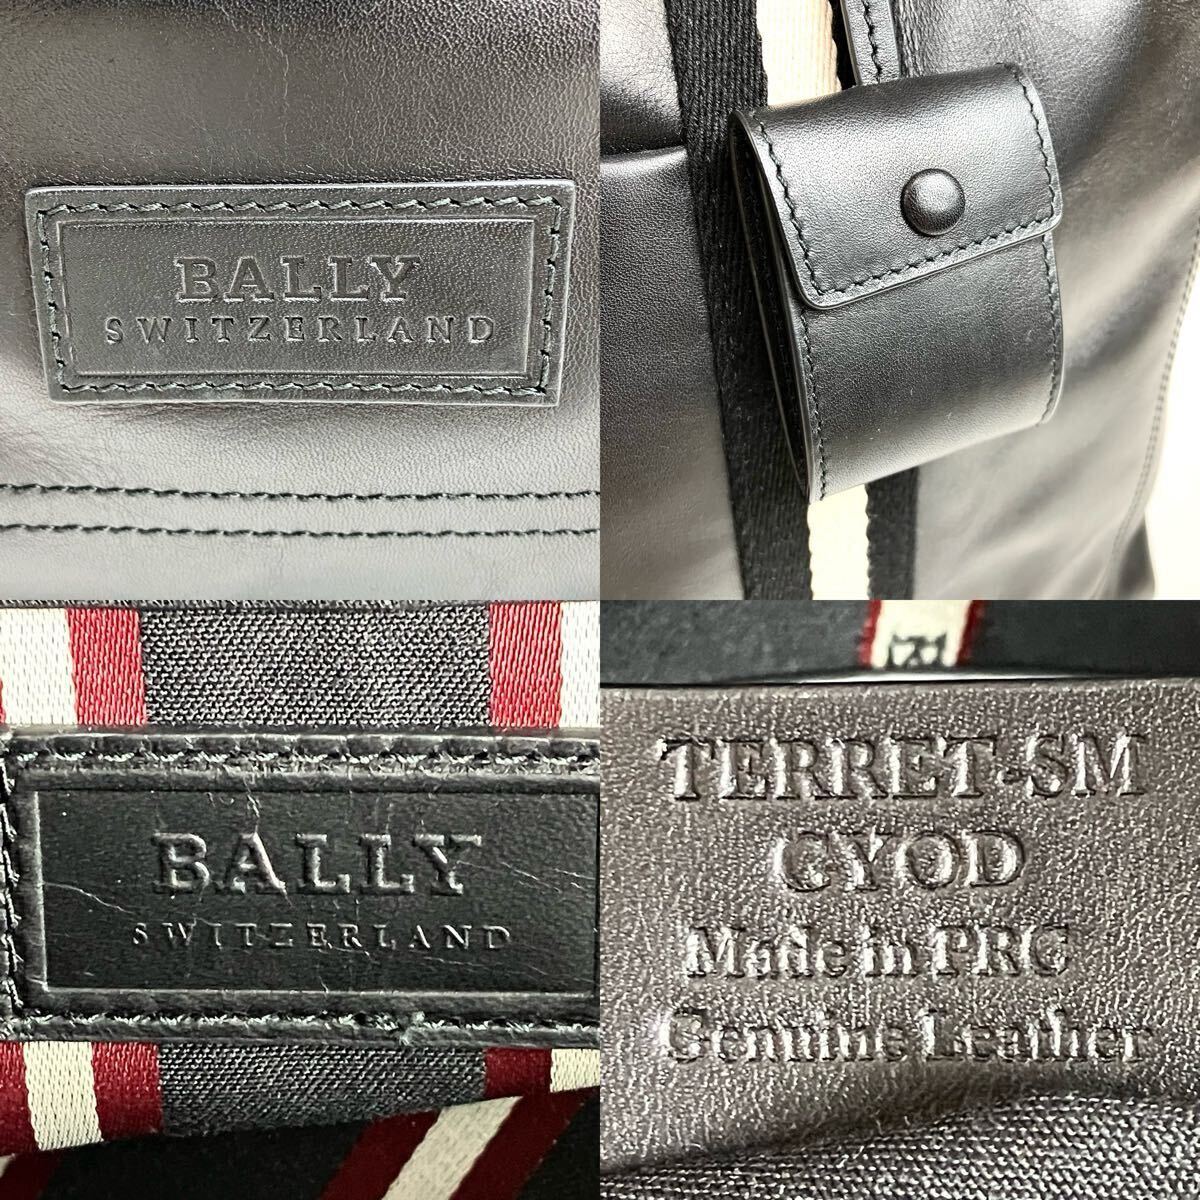 BALLY
SWITZERLAND
BALLY
SWITZERLAND
TERRET-SM
CYOD
Made in PRC
Genuine Leather